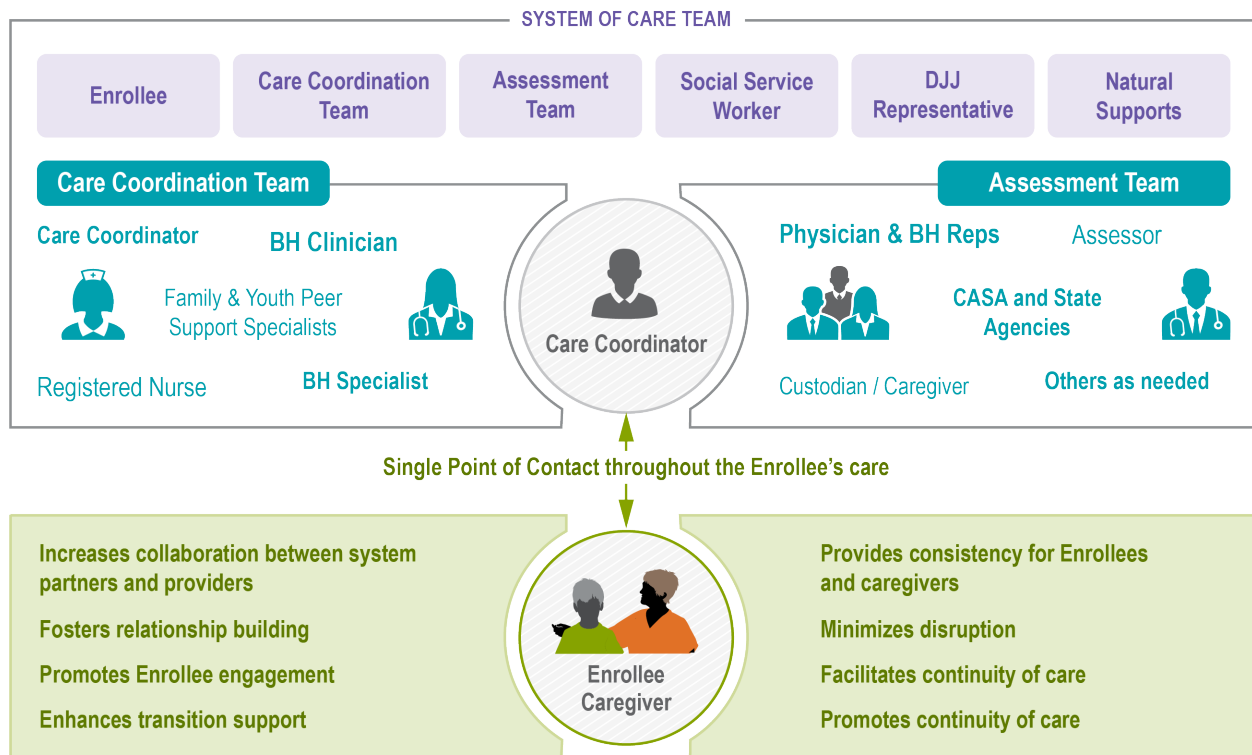 SYSTEM OF CARE TEAM
Enrollee
Care Coordination
Team
Assessment
Team
Social Service
Worker
DJJ
Representative
Natural
Supports
Care Coordination Team
Care Coordinator
BH Clinician
Family & Youth Peer
Support Specialists
Registered Nurse
BH Specialist
Care Coordinator
Assessment Team
Physician & BH Reps
Assessor
CASA and State
Agencies
Custodian / Caregiver
Others as needed
Single Point of Contact throughout the Enrollee’s care
Increases collaboration between system
partners and providers
Fosters relationship building
Promotes Enrollee engagement
Enhances transition support
Enrollee
Caregiver
Provides consistency for Enrollees
and caregivers
Minimizes disruption
Facilitates continuity of care
Promotes continuity of care